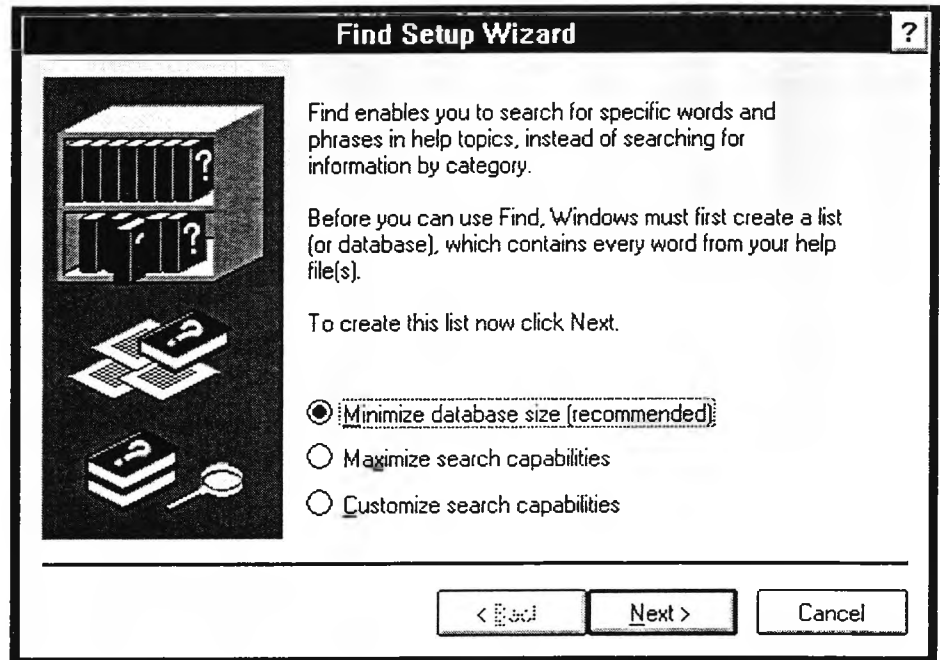 Find Setup Wizard ?
Find enables you to search for specific words and
phrases in help topics, instead of searching for
information by category.
Before you can use Find, Windows must first create a list
(or database), which contains every word from your help
file(s).
To create this list now click Next.
Minimize database size (recommended)
Maximize search capabilities
Customize search capabilities
< Back Next > Cancel